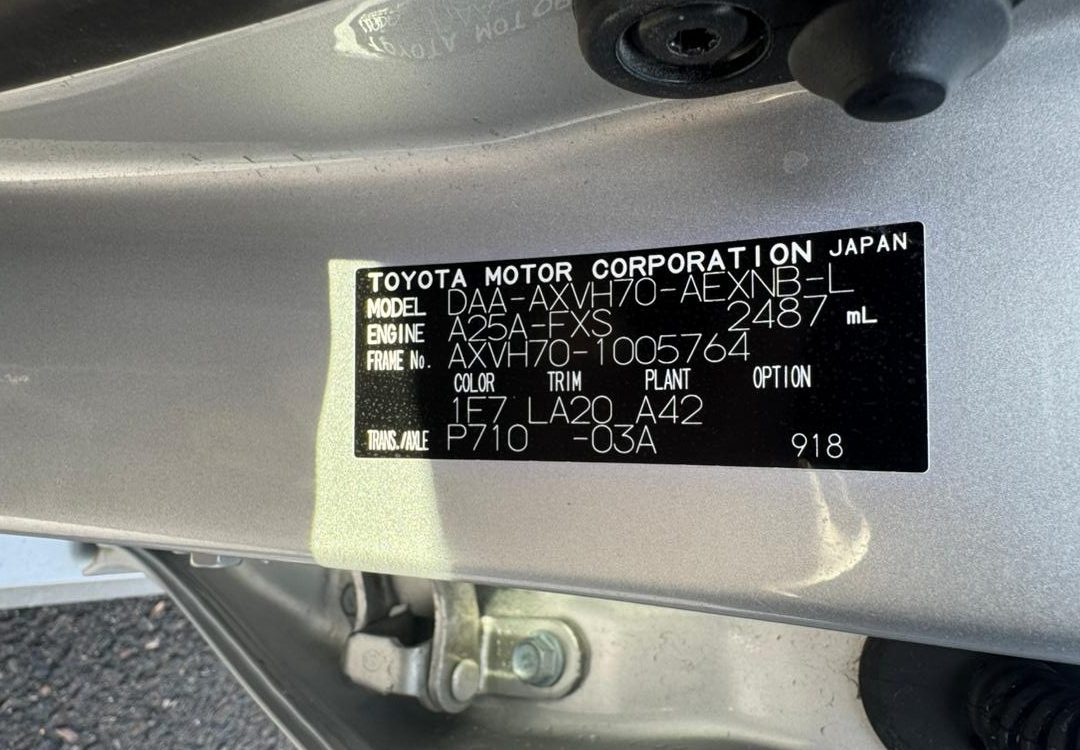 TOYOTA MOTOR CORPORATION JAPAN
MODEL DAA-AXVH70-AEXNB-L
ENGINE A25A-FXS 2487 mL
FRAME No. AXVH70-1005764
COLOR TRIM PLANT OPTION
1F7 LA20 A42
TRANS./AXLE P710 -03A 918